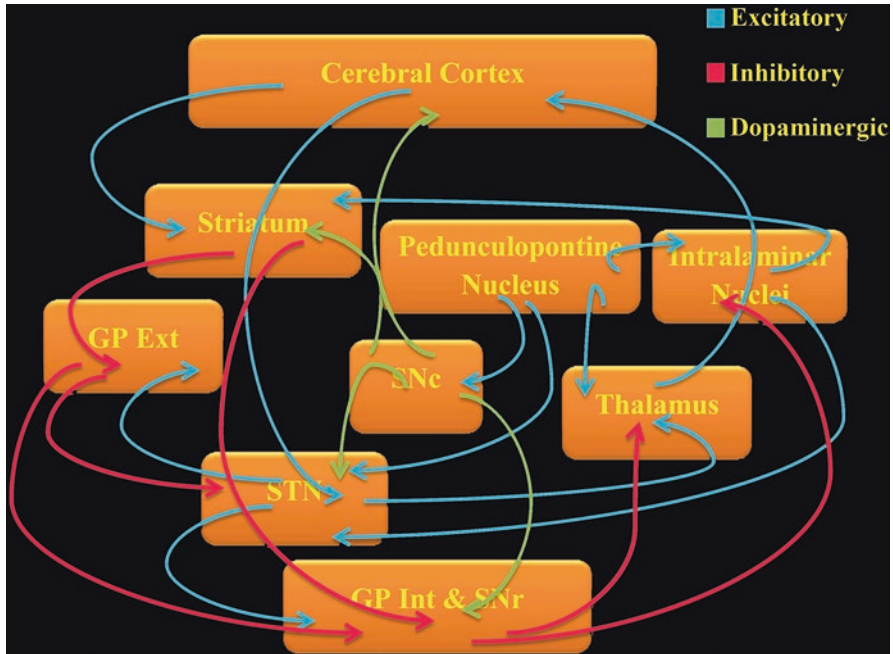 Excitatory
Inhibitory
Dopaminergic
Cerebral Cortex
Striatum
Pedunculopontine
Nucleus
Intralaminar
Nuclei
GP Ext
SNc
Thalamus
STN
GP Int & SNr